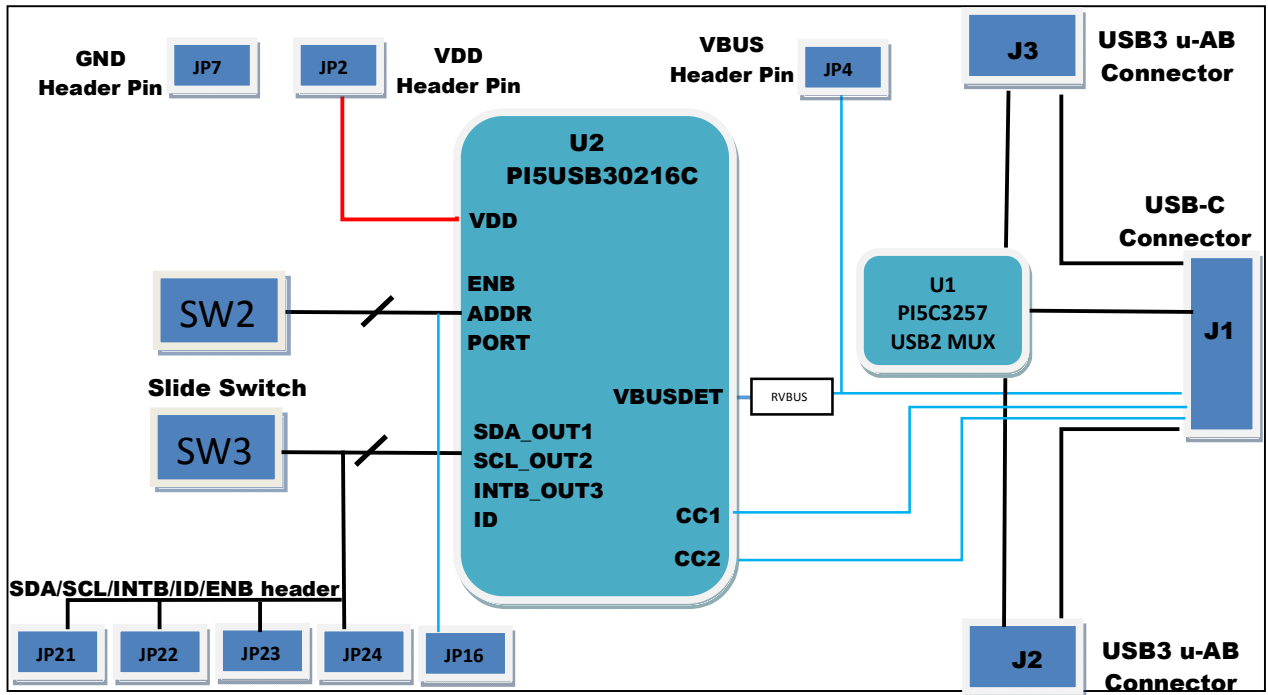 GND
Header Pin
JP7
JP2
VDD
Header Pin
VBUS
Header Pin
JP4
J3
USB3 u-AB
Connector
U2
PI5USB30216C
VDD
ENB
ADDR
PORT
VBUSDET
SDA_OUT1
SCL_OUT2
INTB_OUT3
ID
CC1
CC2
SW2
Slide Switch
SW3
RVBUS
U1
PI5C3257
USB2 MUX
USB-C
Connector
J1
SDA/SCL/INTB/ID/ENB header
JP21
JP22
JP23
JP24
JP16
J2
USB3 u-AB
Connector